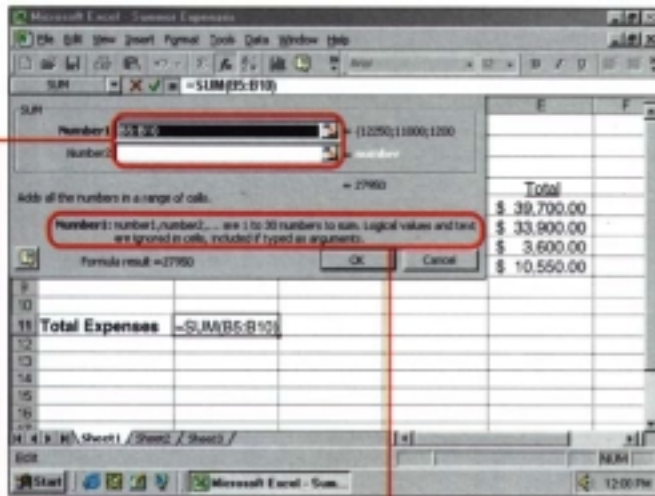 Microsoft Excel - Summer Expenses
File Edit View Insert Format Tools Data Window Help
Arial
SUM =SUM(B5:B10)
SUM
Number1 B5:B10 = {12250;11000;1200
Number2 = number
= 27950
Adds all the numbers in a range of cells.
Number1: number1,number2,... are 1 to 30 numbers to sum. Logical values and text
are ignored in cells, included if typed as arguments.
Formula result =27950 OK Cancel
E F
Total
$ 39,700.00
$ 33,900.00
$ 3,600.00
$ 10,550.00
9
10
11 Total Expenses =SUM(B5:B10)
12
13
14
15
16
17
Sheet1 / Sheet2 / Sheet3
Edit NUM
Start Microsoft Excel - Sum... 12:00 PM